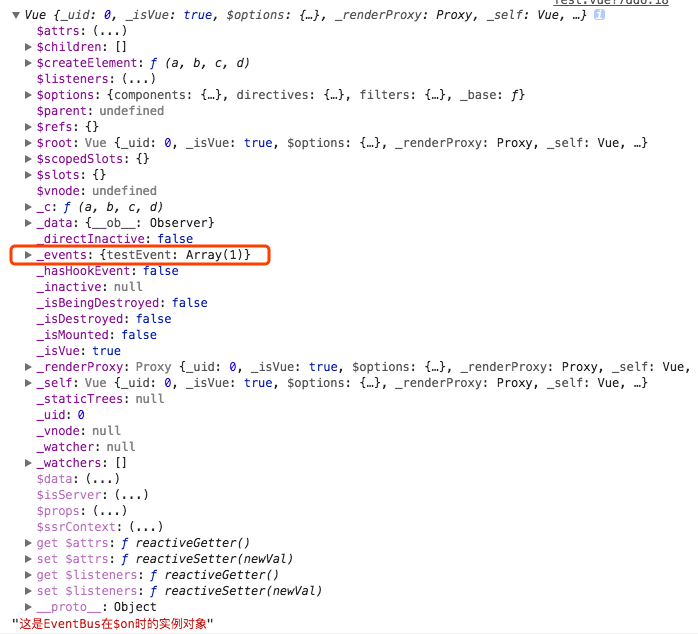 Test.vue?7dd6:18
Vue {_uid: 0, _isVue: true, $options: {…}, _renderProxy: Proxy, _self: Vue, …}
$attrs: (...)
$children: []
$createElement: ƒ (a, b, c, d)
$listeners: (...)
$options: {components: {…}, directives: {…}, filters: {…}, _base: ƒ}
$parent: undefined
$refs: {}
$root: Vue {_uid: 0, _isVue: true, $options: {…}, _renderProxy: Proxy, _self: Vue, …}
$scopedSlots: {}
$slots: {}
$vnode: undefined
_c: ƒ (a, b, c, d)
_data: {__ob__: Observer}
_directInactive: false
_events: {testEvent: Array(1)}
_hasHookEvent: false
_inactive: null
_isBeingDestroyed: false
_isDestroyed: false
_isMounted: false
_isVue: true
_renderProxy: Proxy {_uid: 0, _isVue: true, $options: {…}, _renderProxy: Proxy, _self: Vue,
_self: Vue {_uid: 0, _isVue: true, $options: {…}, _renderProxy: Proxy, _self: Vue, …}
_staticTrees: null
_uid: 0
_vnode: null
_watcher: null
_watchers: []
$data: (...)
$isServer: (...)
$props: (...)
$ssrContext: (...)
get $attrs: ƒ reactiveGetter()
set $attrs: ƒ reactiveSetter(newVal)
get $listeners: ƒ reactiveGetter()
set $listeners: ƒ reactiveSetter(newVal)
__proto__: Object
"这是EventBus在$on时的实例对象"